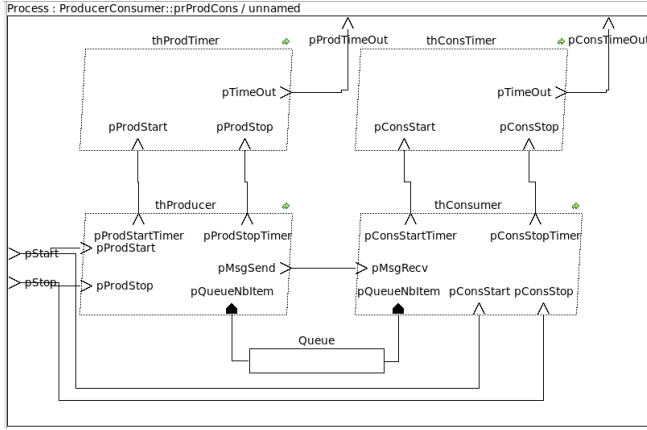 Process : ProducerConsumer::prProdCons / unnamed
thProdTimer
pProdTimeOut
thConsTimer
pConsTimeOut
pTimeOut
pTimeOut
pProdStart
pProdStop
pConsStart
pConsStop
thProducer
thConsumer
pProdStartTimer
pProdStopTimer
pConsStartTimer
pConsStopTimer
pStart
pProdStart
pMsgSend
pMsgRecv
pStop
pProdStop
pQueueNbItem
pQueueNbItem
pConsStart
pConsStop
Queue